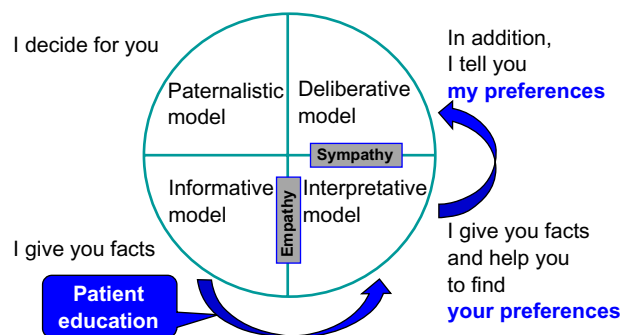 I decide for you
In addition,
I tell you
my preferences
Paternalistic
model
Deliberative
model
Sympathy
Informative
model
Empathy
Interpretative
model
I give you facts
I give you facts
and help you
to find
your preferences
Patient
education